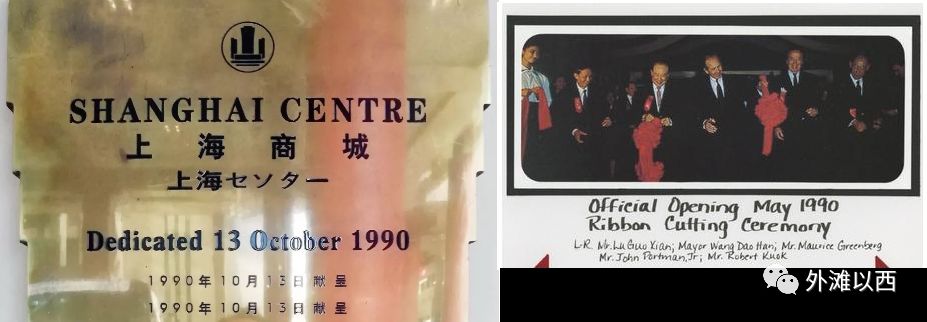 SHANGHAI CENTRE
上海商城
上海センター
Dedicated 13 October 1990
1990年10月13日献呈
1990年10月13日献呈
Official Opening May 1990
Ribbon Cutting Ceremony
L-R. Mr. Lu Guo Xian; Mayor Wang Dao Han; Mr. Maurice Greenberg
Mr. John Portman, Jr; Mr. Robert Kuok
外滩以西